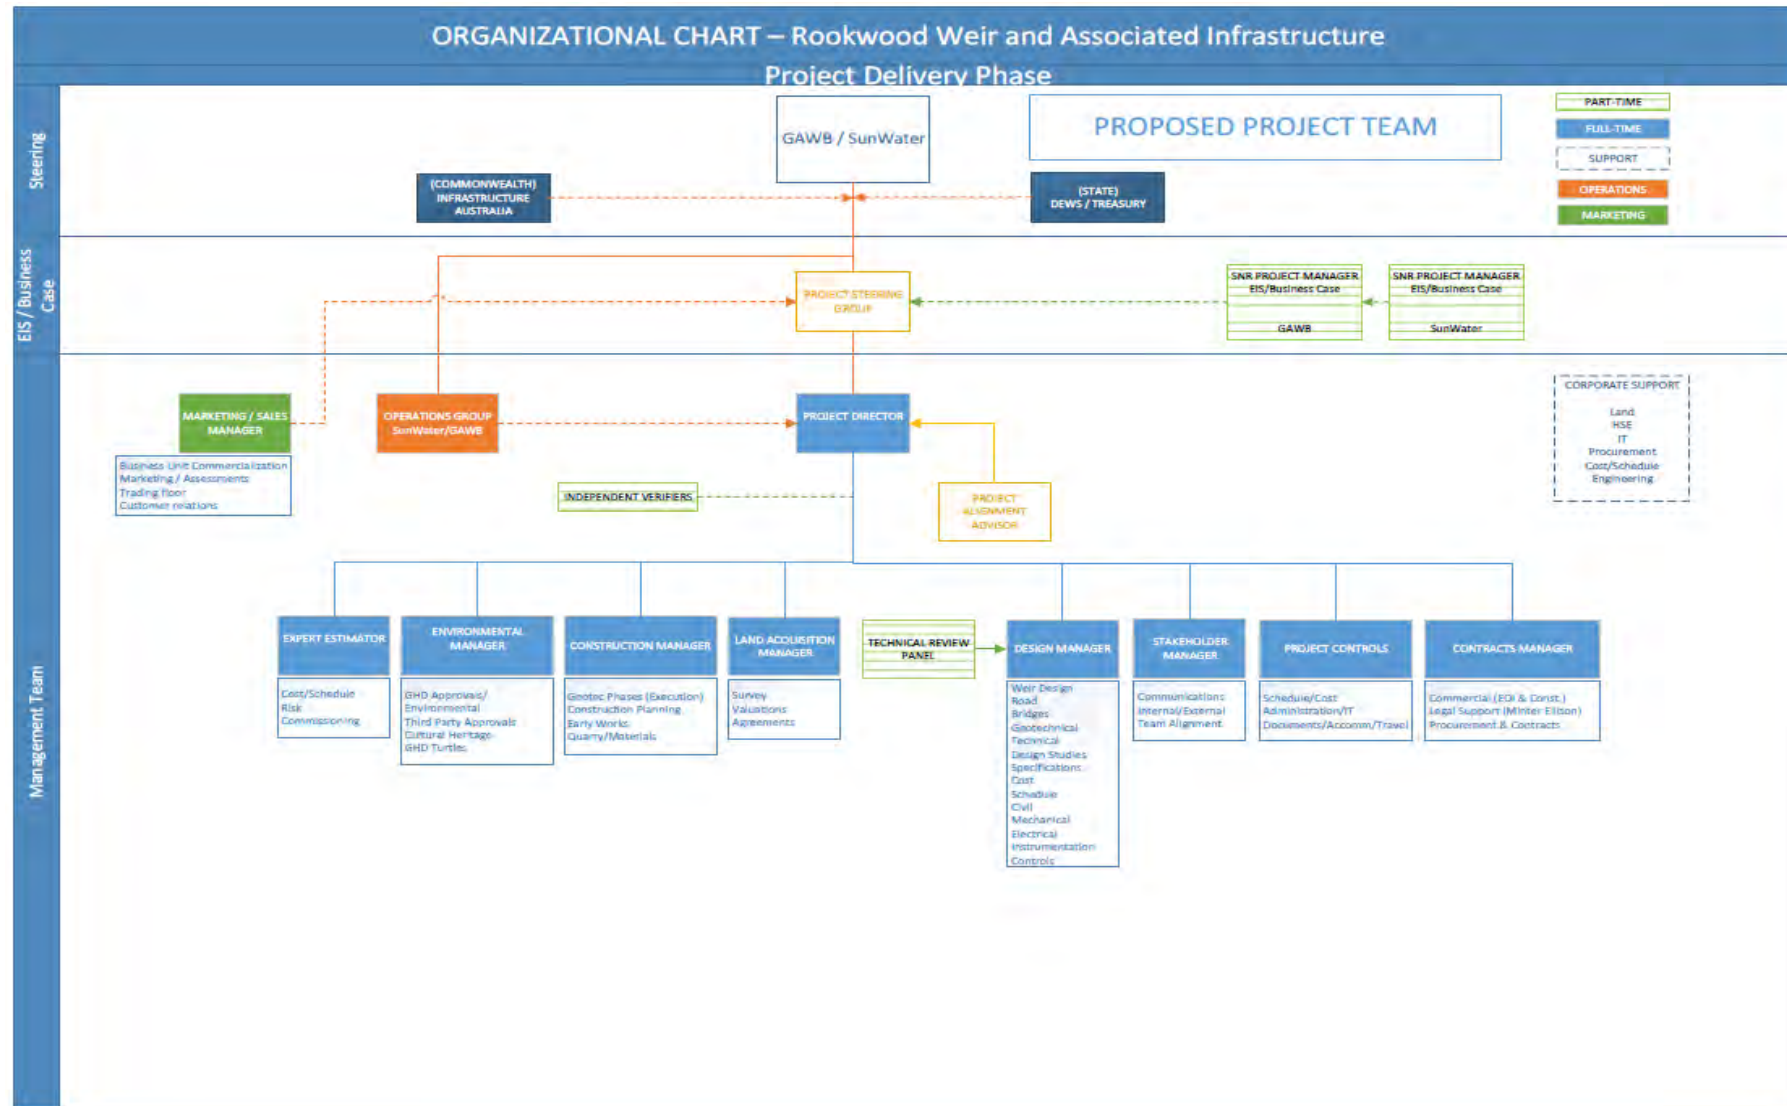 ORGANIZATIONAL CHART – Rookwood Weir and Associated Infrastructure
Project Delivery Phase
Steering
GAWB / SunWater
PROPOSED PROJECT TEAM
PART-TIME
FULL-TIME
SUPPORT
OPERATIONS
MARKETING
(COMMONWEALTH)
INFRASTRUCTURE
AUSTRALIA
(STATE)
DEWS / TREASURY
EIS / Business
Case
PROJECT STEERING
GROUP
SNR PROJECT MANAGER
EIS/Business Case
GAWB
SNR PROJECT MANAGER
EIS/Business Case
SunWater
Management Team
MARKETING / SALES
MANAGER
Business Unit Commercialization
Marketing / Assessments
Trading floor
Customer relations
OPERATIONS GROUP
SunWater/GAWB
PROJECT DIRECTOR
CORPORATE SUPPORT
Land
HSE
IT
Procurement
Cost/Schedule
Engineering
INDEPENDENT VERIFIERS
PROJECT
ALIGNMENT
ADVISOR
EXPERT ESTIMATOR
Cost/Schedule
Risk
Commissioning
ENVIRONMENTAL
MANAGER
GHD Approvals/
Environmental
Third Party Approvals
Cultural Heritage
GHD Turtles
CONSTRUCTION MANAGER
Geotec Phases (Execution)
Construction Planning
Early Works
Quarry/Materials
LAND ACQUISITION
MANAGER
Survey
Valuations
Agreements
TECHNICAL REVIEW
PANEL
DESIGN MANAGER
Weir Design
Road
Bridges
Geotechnical
Technical
Design Studies
Specifications
Cost
Schedule
Civil
Mechanical
Electrical
Instrumentation
Controls
STAKEHOLDER
MANAGER
Communications
Internal/External
Team Alignment
PROJECT CONTROLS
Schedule/Cost
Administration/IT
Documents/Accomm/Travel
CONTRACTS MANAGER
Commercial (EOI & Const.)
Legal Support (Minter Ellison)
Procurement & Contracts